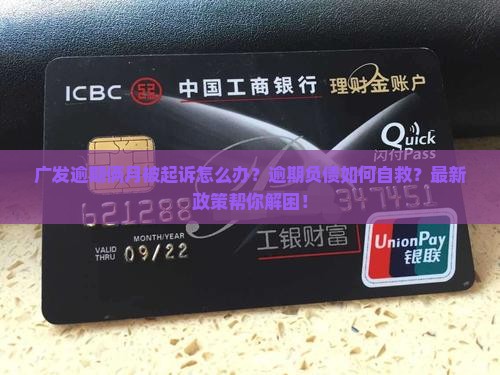 ICBC 中国工商银行 理财金账户
Quick
闪付Pass
广发逾期数月被起诉怎么办？逾期负债如何自救？最新
政策帮你解困！
621288
347451
MONTH/YEAR
VALID
THRU 09/22
工银财富
UnionPay
银联